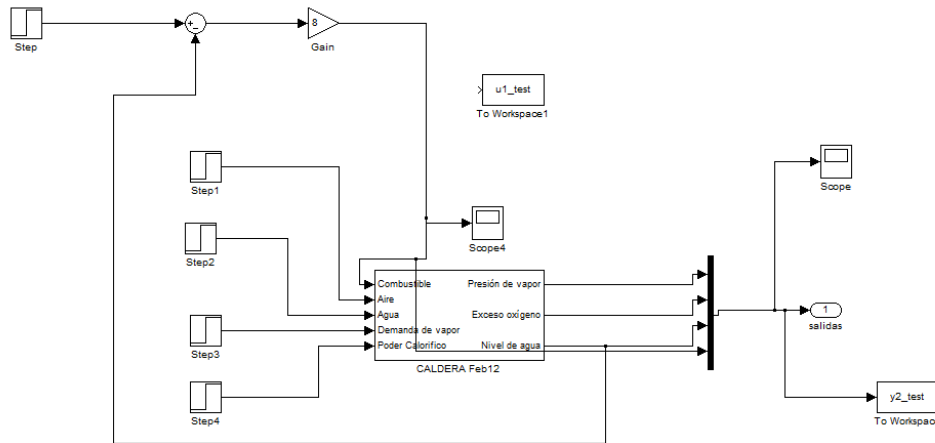 Step
+
-
8
Gain
u1_test
To Workspace1
Step1
Scope
Step2
Scope4
Combustible
Presión de vapor
Aire
Exceso oxígeno
Agua
1
salidas
Step3
Demanda de vapor
Poder Calorifico
Nivel de agua
CALDERA Feb12
Step4
y2_test
To Workspac